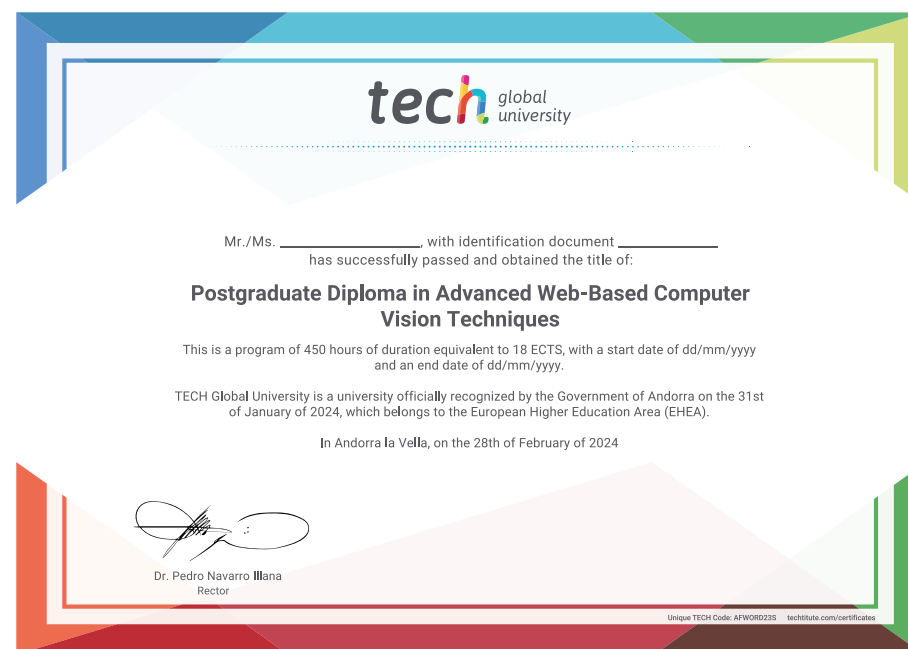 tech global university
Mr./Ms. ____________________, with identification document ______________
has successfully passed and obtained the title of:
Postgraduate Diploma in Advanced Web-Based Computer
Vision Techniques
This is a program of 450 hours of duration equivalent to 18 ECTS, with a start date of dd/mm/yyyy
and an end date of dd/mm/yyyy.
TECH Global University is a university officially recognized by the Government of Andorra on the 31st
of January of 2024, which belongs to the European Higher Education Area (EHEA).
In Andorra la Vella, on the 28th of February of 2024
Dr. Pedro Navarro Illana
Rector
Unique TECH Code: AFWORD23S techtitute.com/certificates